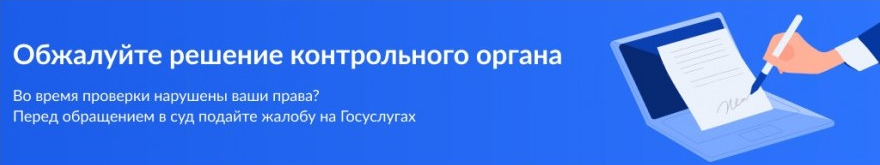 Обжалуйте решение контрольного органа
Во время проверки нарушены ваши права?
Перед обращением в суд подайте жалобу на Госуслугах